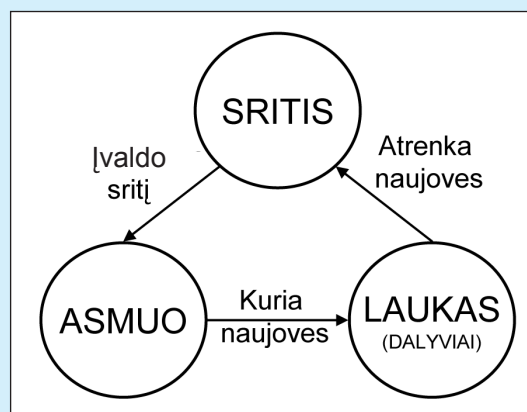 SRITIS
Įvaldo
sritį
Atrenka
naujoves
ASMUO
Kuria
naujoves
LAUKAS
(DALYVIAI)